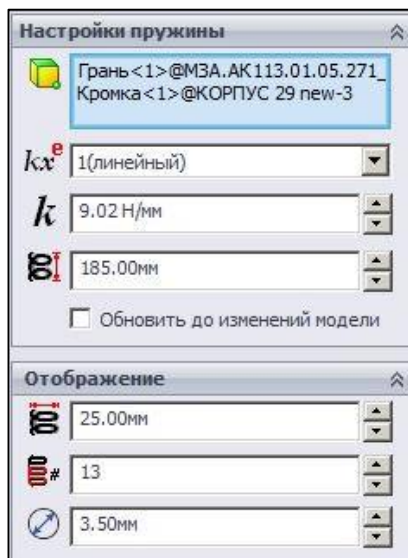 Настройки пружины
Грань<1>@МЗА.АК113.01.05.271_
Кромка<1>@КОРПУС 29 new-3
kxe 1(линейный)
k 9.02 Н/мм
185.00мм
Обновить до изменений модели
Отображение
25.00мм
# 13
3.50мм